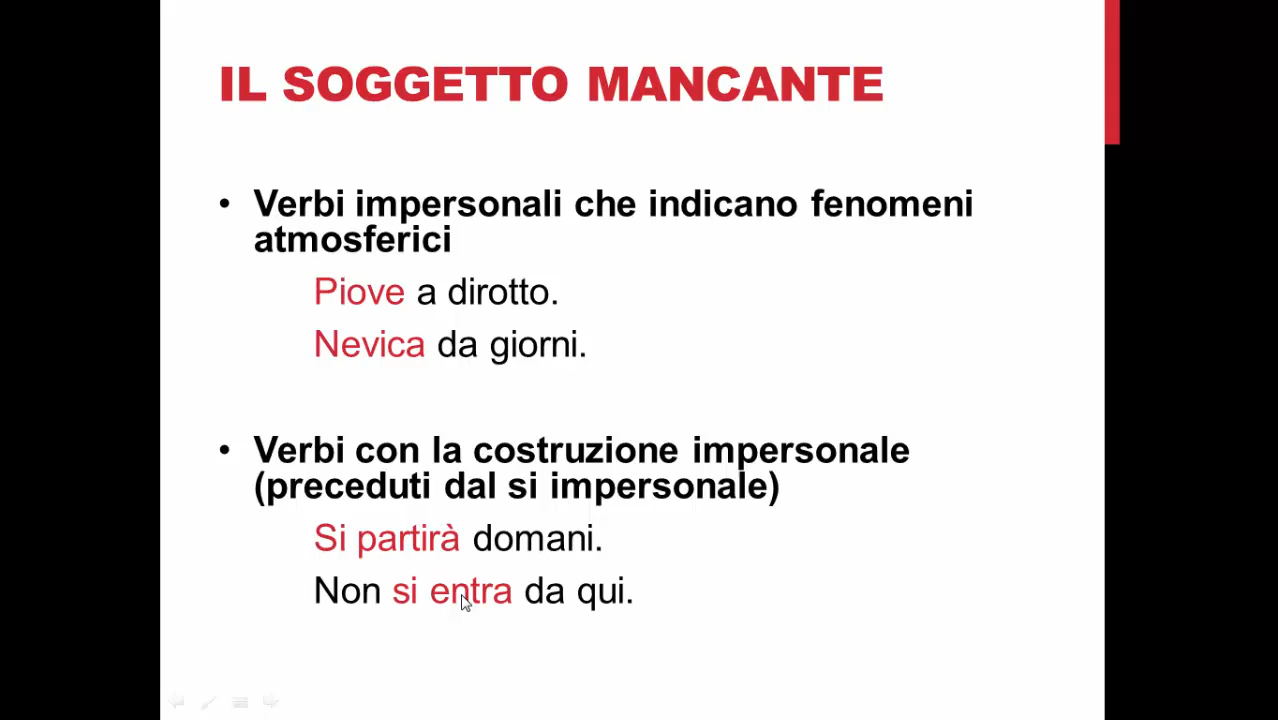 IL SOGGETTO MANCANTE
• Verbi impersonali che indicano fenomeni
atmosferici
Piove a dirotto.
Nevica da giorni.
• Verbi con la costruzione impersonale
(preceduti dal si impersonale)
Si partirà domani.
Non si entra da qui.